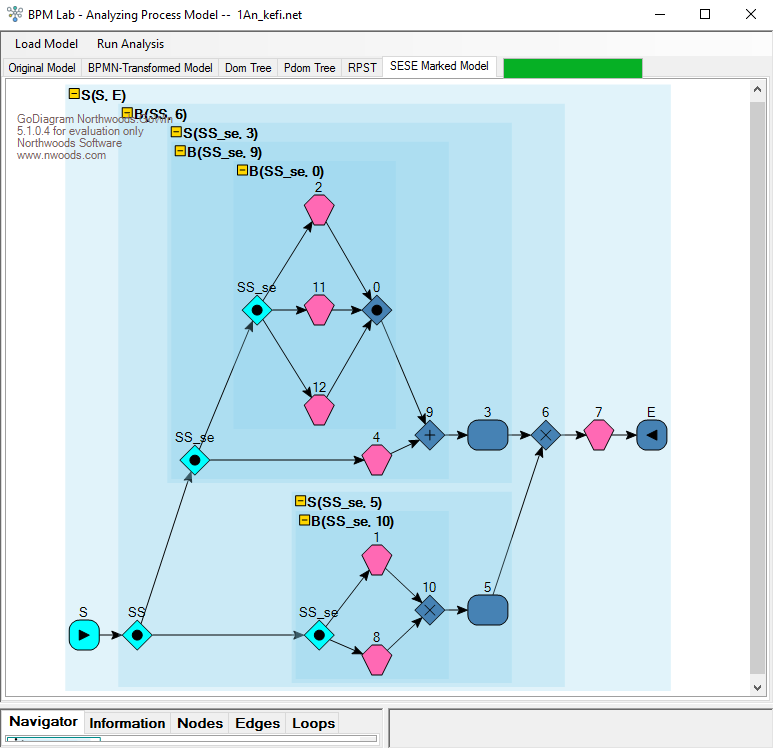 BPM Lab - Analyzing Process Model -- 1An_kefi.net
Load Model Run Analysis
Original Model BPMN-Transformed Model Dom Tree Pdom Tree RPST SESE Marked Model
S(S, E)
B(SS, 6)
GoDiagram Northwoods.GoWin
5.1.0.4 for evaluation only
Northwoods Software
www.nwoods.com
S(SS_se, 3)
B(SS_se, 9)
B(SS_se, 0)
2
SS_se 11 0
12
9 3 6 7 E
SS_se 4
S(SS_se, 5)
B(SS_se, 10)
1
10 5
S SS SS_se
8
Navigator Information Nodes Edges Loops